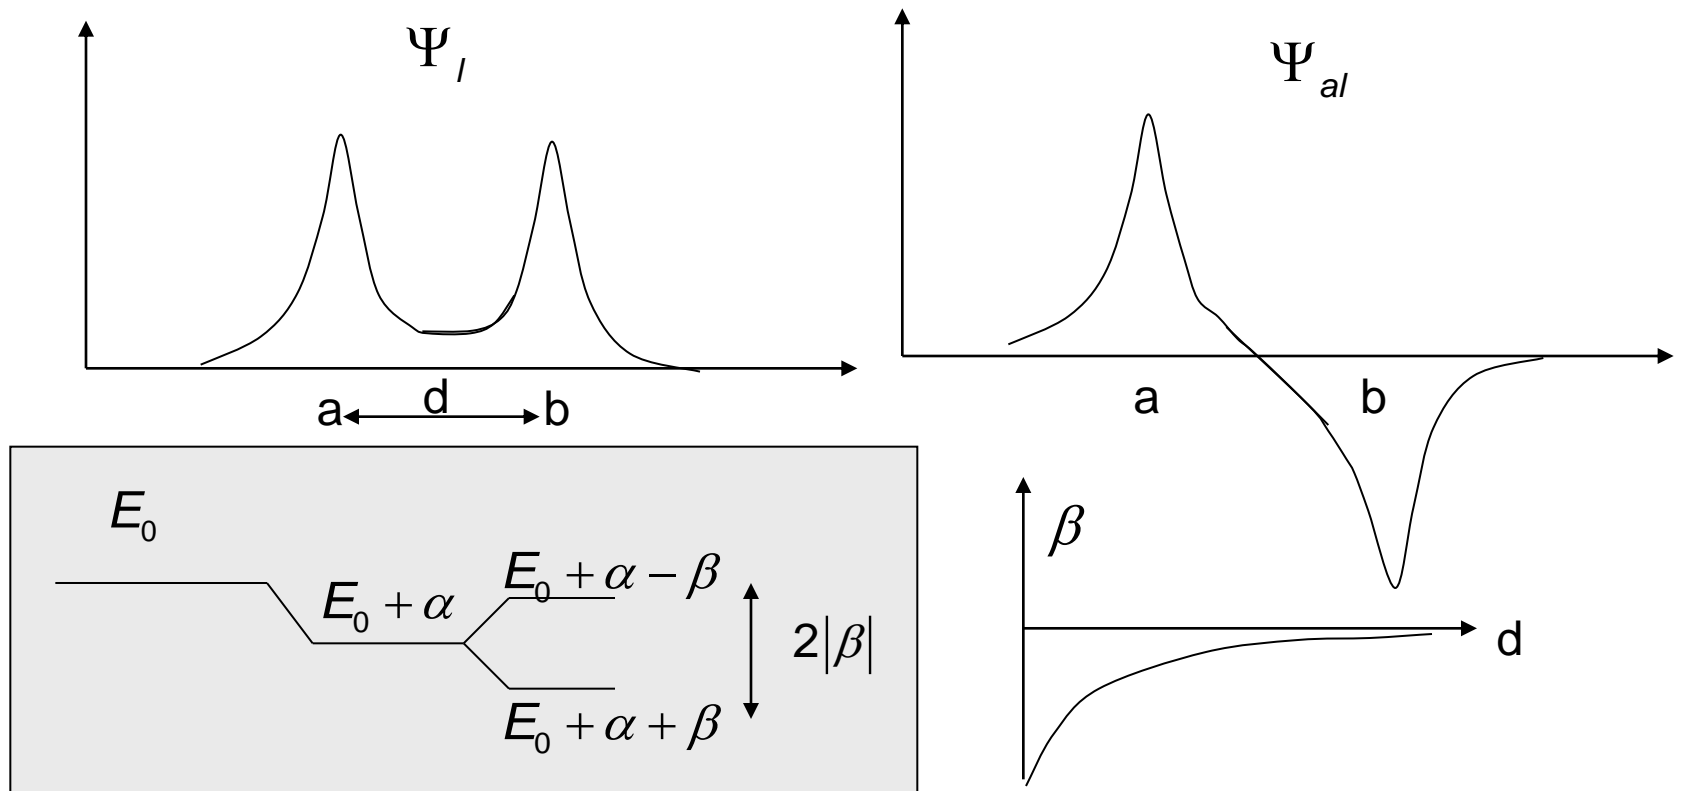 Ψ_l
Ψ_al
a d b
a b
E_0
E_0 + α − β
E_0 + α
2|β|
E_0 + α + β
β
d